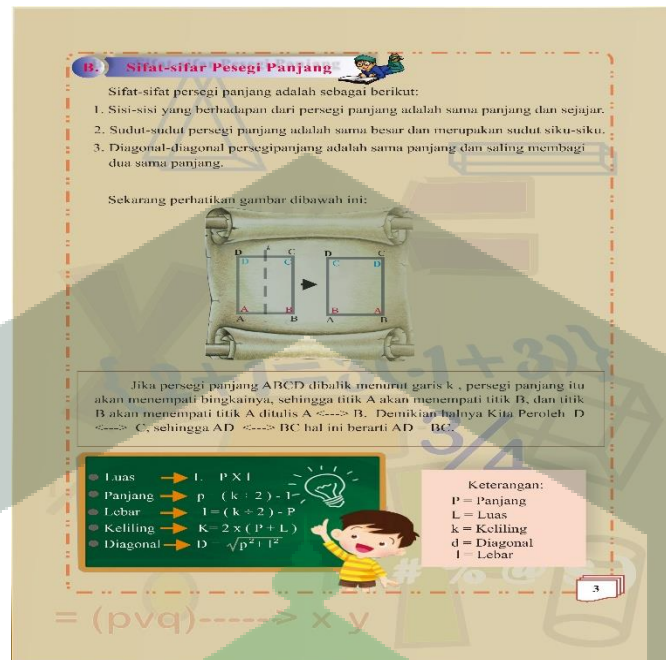 B. Sifat-sifar Pesegi Panjang
Sifat-sifat persegi panjang adalah sebagai berikut:
1. Sisi-sisi yang berhadapan dari persegi panjang adalah sama panjang dan sejajar.
2. Sudut-sudut persegi panjang adalah sama besar dan merupakan sudut siku-siku.
3. Diagonal-diagonal persegipanjang adalah sama panjang dan saling membagi
dua sama panjang.
Sekarang perhatikan gambar dibawah ini:
D C D C
D C C D
A B B A
A B A B
Jika persegi panjang ABCD dibalik menurut garis k , persegi panjang itu
akan menempati bingkainya, sehingga titik A akan menempati titik B, dan titik
B akan menempati titik A ditulis A <---> B. Demikian halnya Kita Peroleh D
<---> C, sehingga AD <---> BC hal ini berarti AD = BC.
Luas L P X l
Panjang p ( k ÷ 2 ) - l
Lebar l = ( k ÷ 2 ) - P
Keliling K= 2 x ( P + L )
Diagonal D √p²+ l²
Keterangan:
P = Panjang
L = Luas
k = Keliling
d = Diagonal
l = Lebar
3
3/4
# % @ $ )
= (pvq)-----> x y